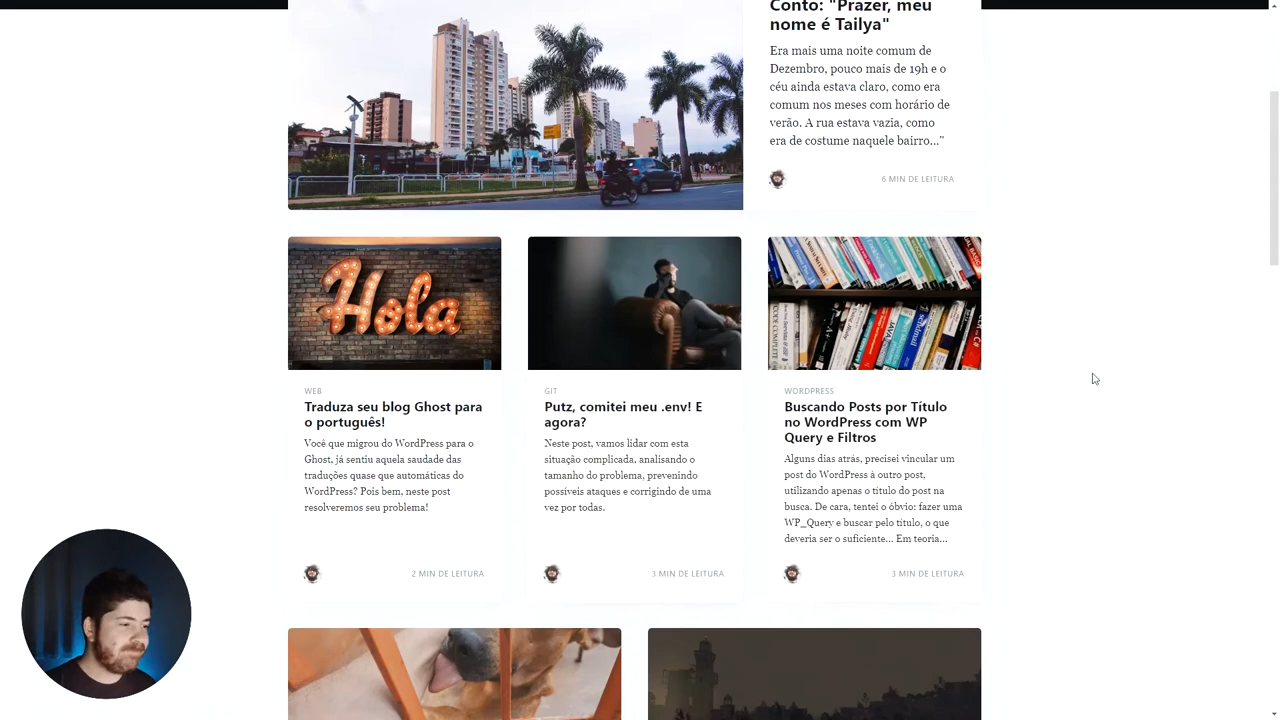 Conto: "Prazer, meu
nome é Tailya"
Era mais uma noite comum de
Dezembro, pouco mais de 19h e o
céu ainda estava claro, como era
comum nos meses com horário de
verão. A rua estava vazia, como
era de costume naquele bairro..."
6 MIN DE LEITURA
Hola
WEB
Traduza seu blog Ghost para
o português!
Você que migrou do WordPress para o
Ghost, já sentiu aquela saudade das
traduções quase que automáticas do
WordPress? Pois bem, neste post
resolveremos seu problema!
2 MIN DE LEITURA
GIT
Putz, comitei meu .env! E
agora?
Neste post, vamos lidar com esta
situação complicada, analisando o
tamanho do problema, prevenindo
possíveis ataques e corrigindo de uma
vez por todas.
3 MIN DE LEITURA
WORDPRESS
Buscando Posts por Título
no WordPress com WP
Query e Filtros
Alguns dias atrás, precisei vincular um
post do WordPress à outro post,
utilizando apenas o título do post na
busca. De cara, tentei o óbvio: fazer uma
WP_Query e buscar pelo título, o que
deveria ser o suficiente... Em teoria...
3 MIN DE LEITURA